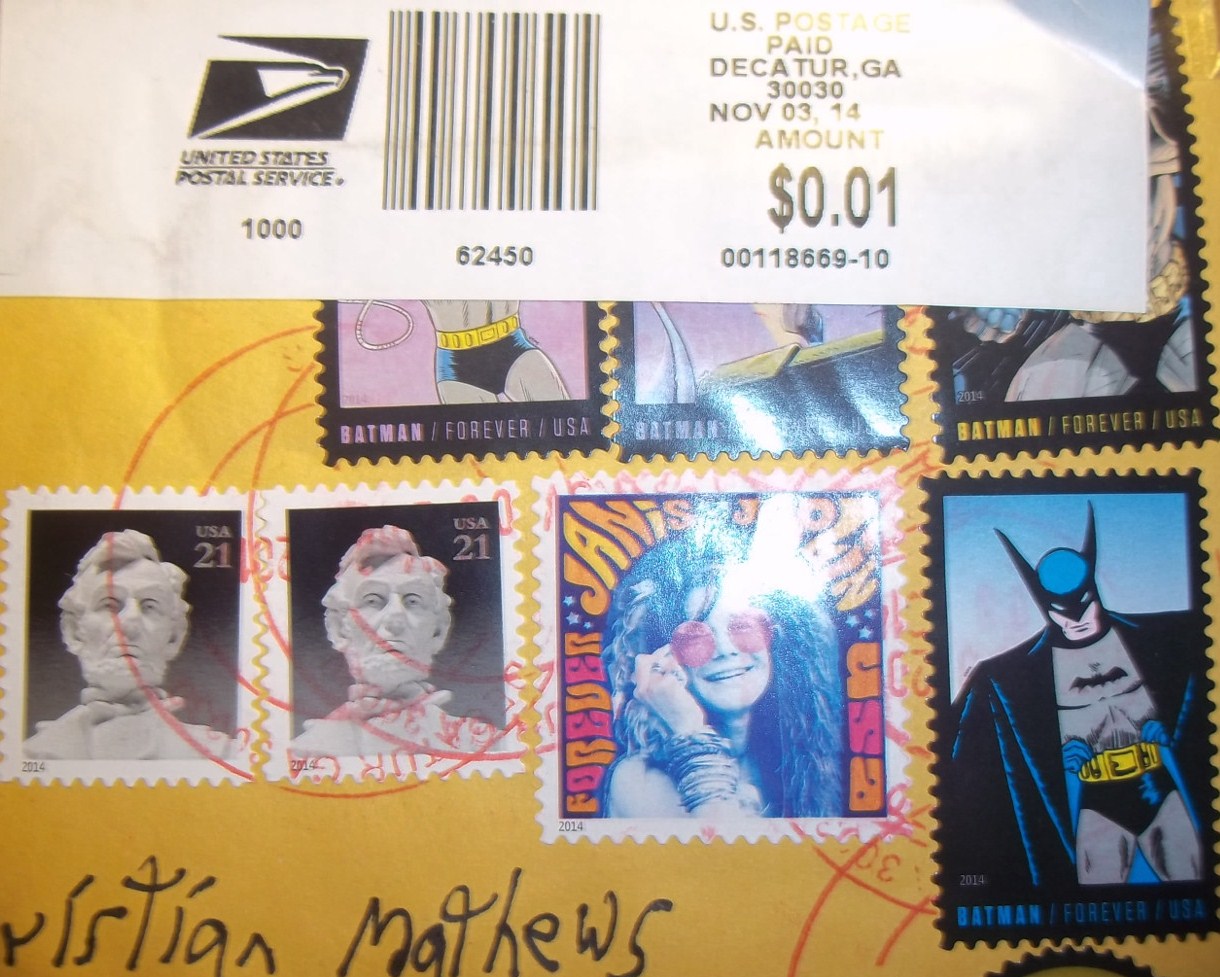 U.S. POSTAGE
PAID
DECATUR,GA
30030
NOV 03, 14
AMOUNT
$0.01
00118669-10
UNITED STATES
POSTAL SERVICE.
1000
62450
2014
BATMAN / FOREVER / USA
BATMAN
2014
BATMAN / FOREVER / USA
USA
21
2014
USA
21
2014
JANIS JOPLIN
FOREVER
USA
2014
2014
BATMAN / FOREVER / USA
ristian Mathews